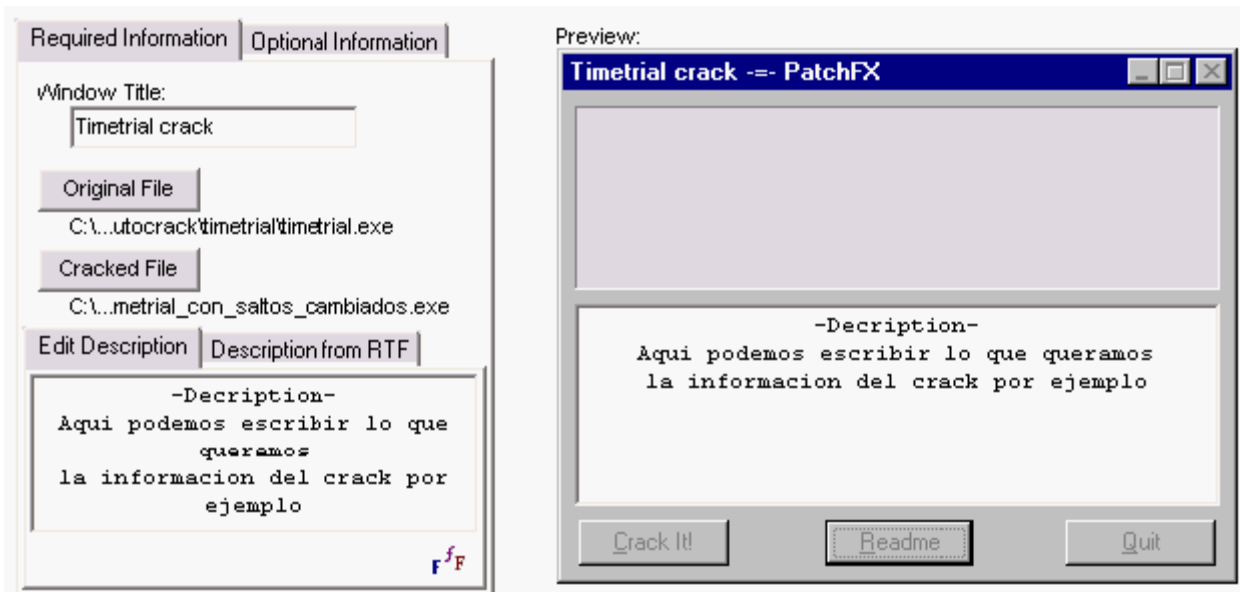 Required Information
Optional Information
Window Title:
Timetrial crack
Original File
C:\...utocrack\timetrial\timetrial.exe
Cracked File
C:\...metrial_con_saltos_cambiados.exe
Edit Description
Description from RTF
-Decription-
Aqui podemos escribir lo que
queramos
la informacion del crack por
ejemplo
F f F
Preview:
Timetrial crack -=- PatchFX
-Decription-
Aqui podemos escribir lo que queramos
la informacion del crack por ejemplo
Crack It!
Readme
Quit